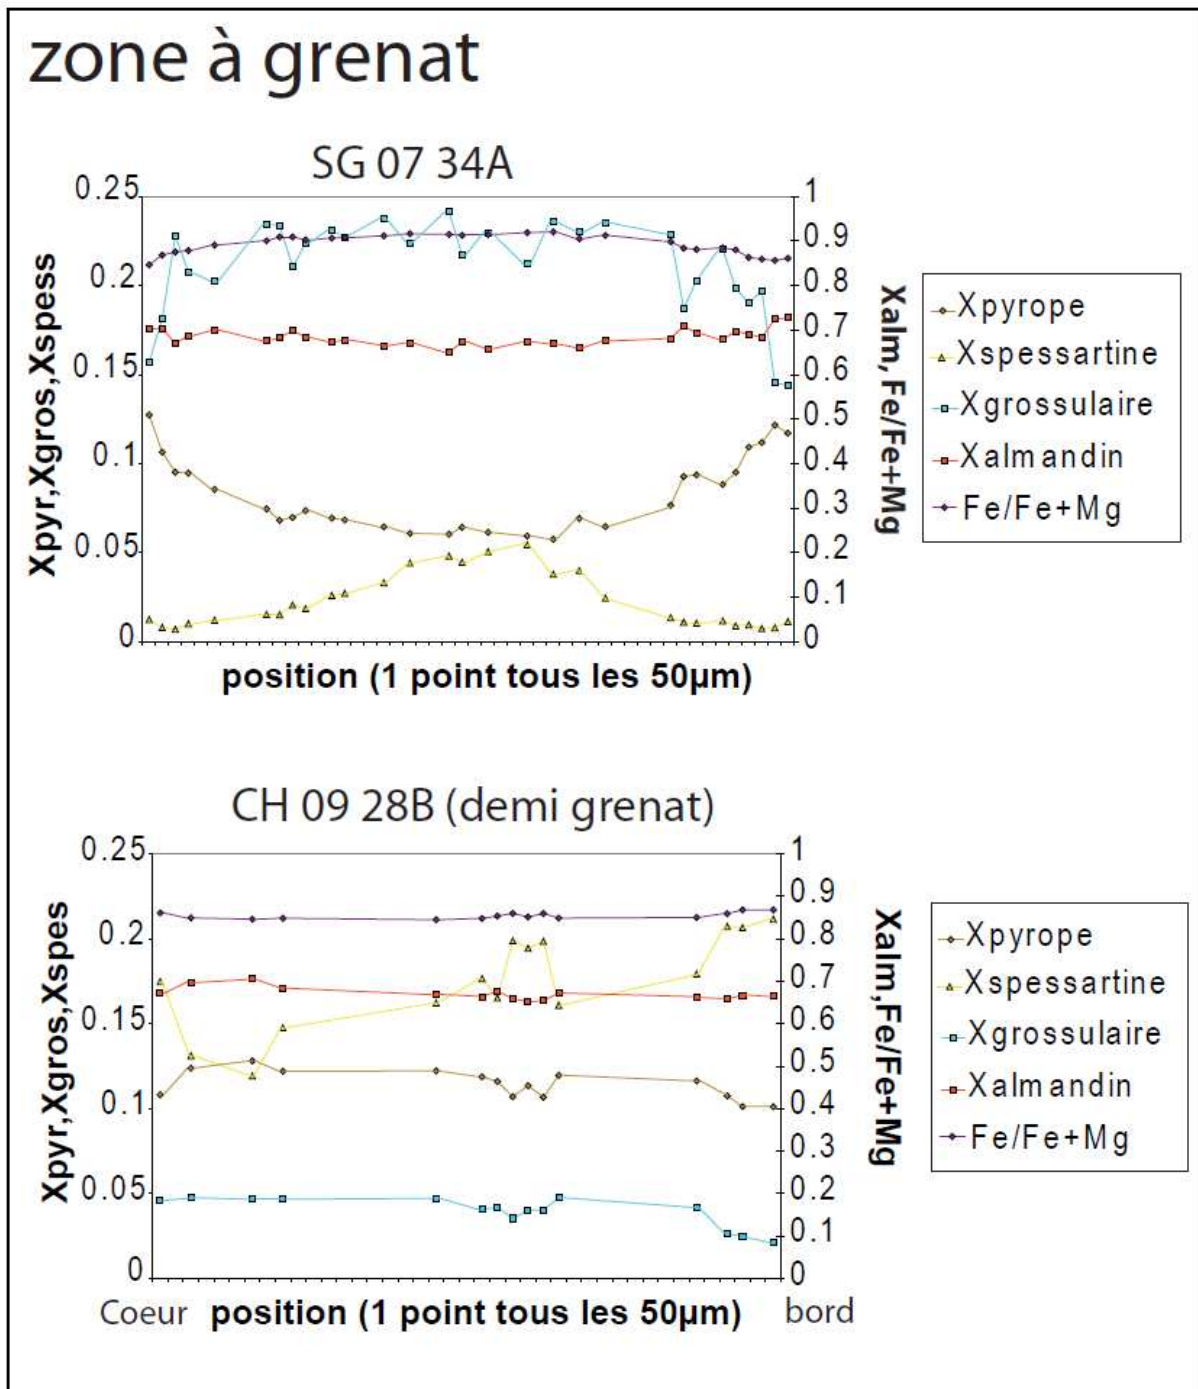 zone à grenat
SG 07 34A
0.25
0.2
0.15
0.1
0.05
0
Xpyr,Xgros,Xspess
1
0.9
0.8
0.7
0.6
0.5
0.4
0.3
0.2
0.1
0
Xalm, Fe/Fe+Mg
Xpyrope
Xspessartine
Xgrossulaire
Xalmandin
Fe/Fe+Mg
position (1 point tous les 50µm)
CH 09 28B (demi grenat)
0.25
0.2
0.15
0.1
0.05
0
Xpyr,Xgros,Xspes
1
0.9
0.8
0.7
0.6
0.5
0.4
0.3
0.2
0.1
0
Xalm,Fe/Fe+Mg
Xpyrope
Xspessartine
Xgrossulaire
Xalmandin
Fe/Fe+Mg
Coeur position (1 point tous les 50µm) bord